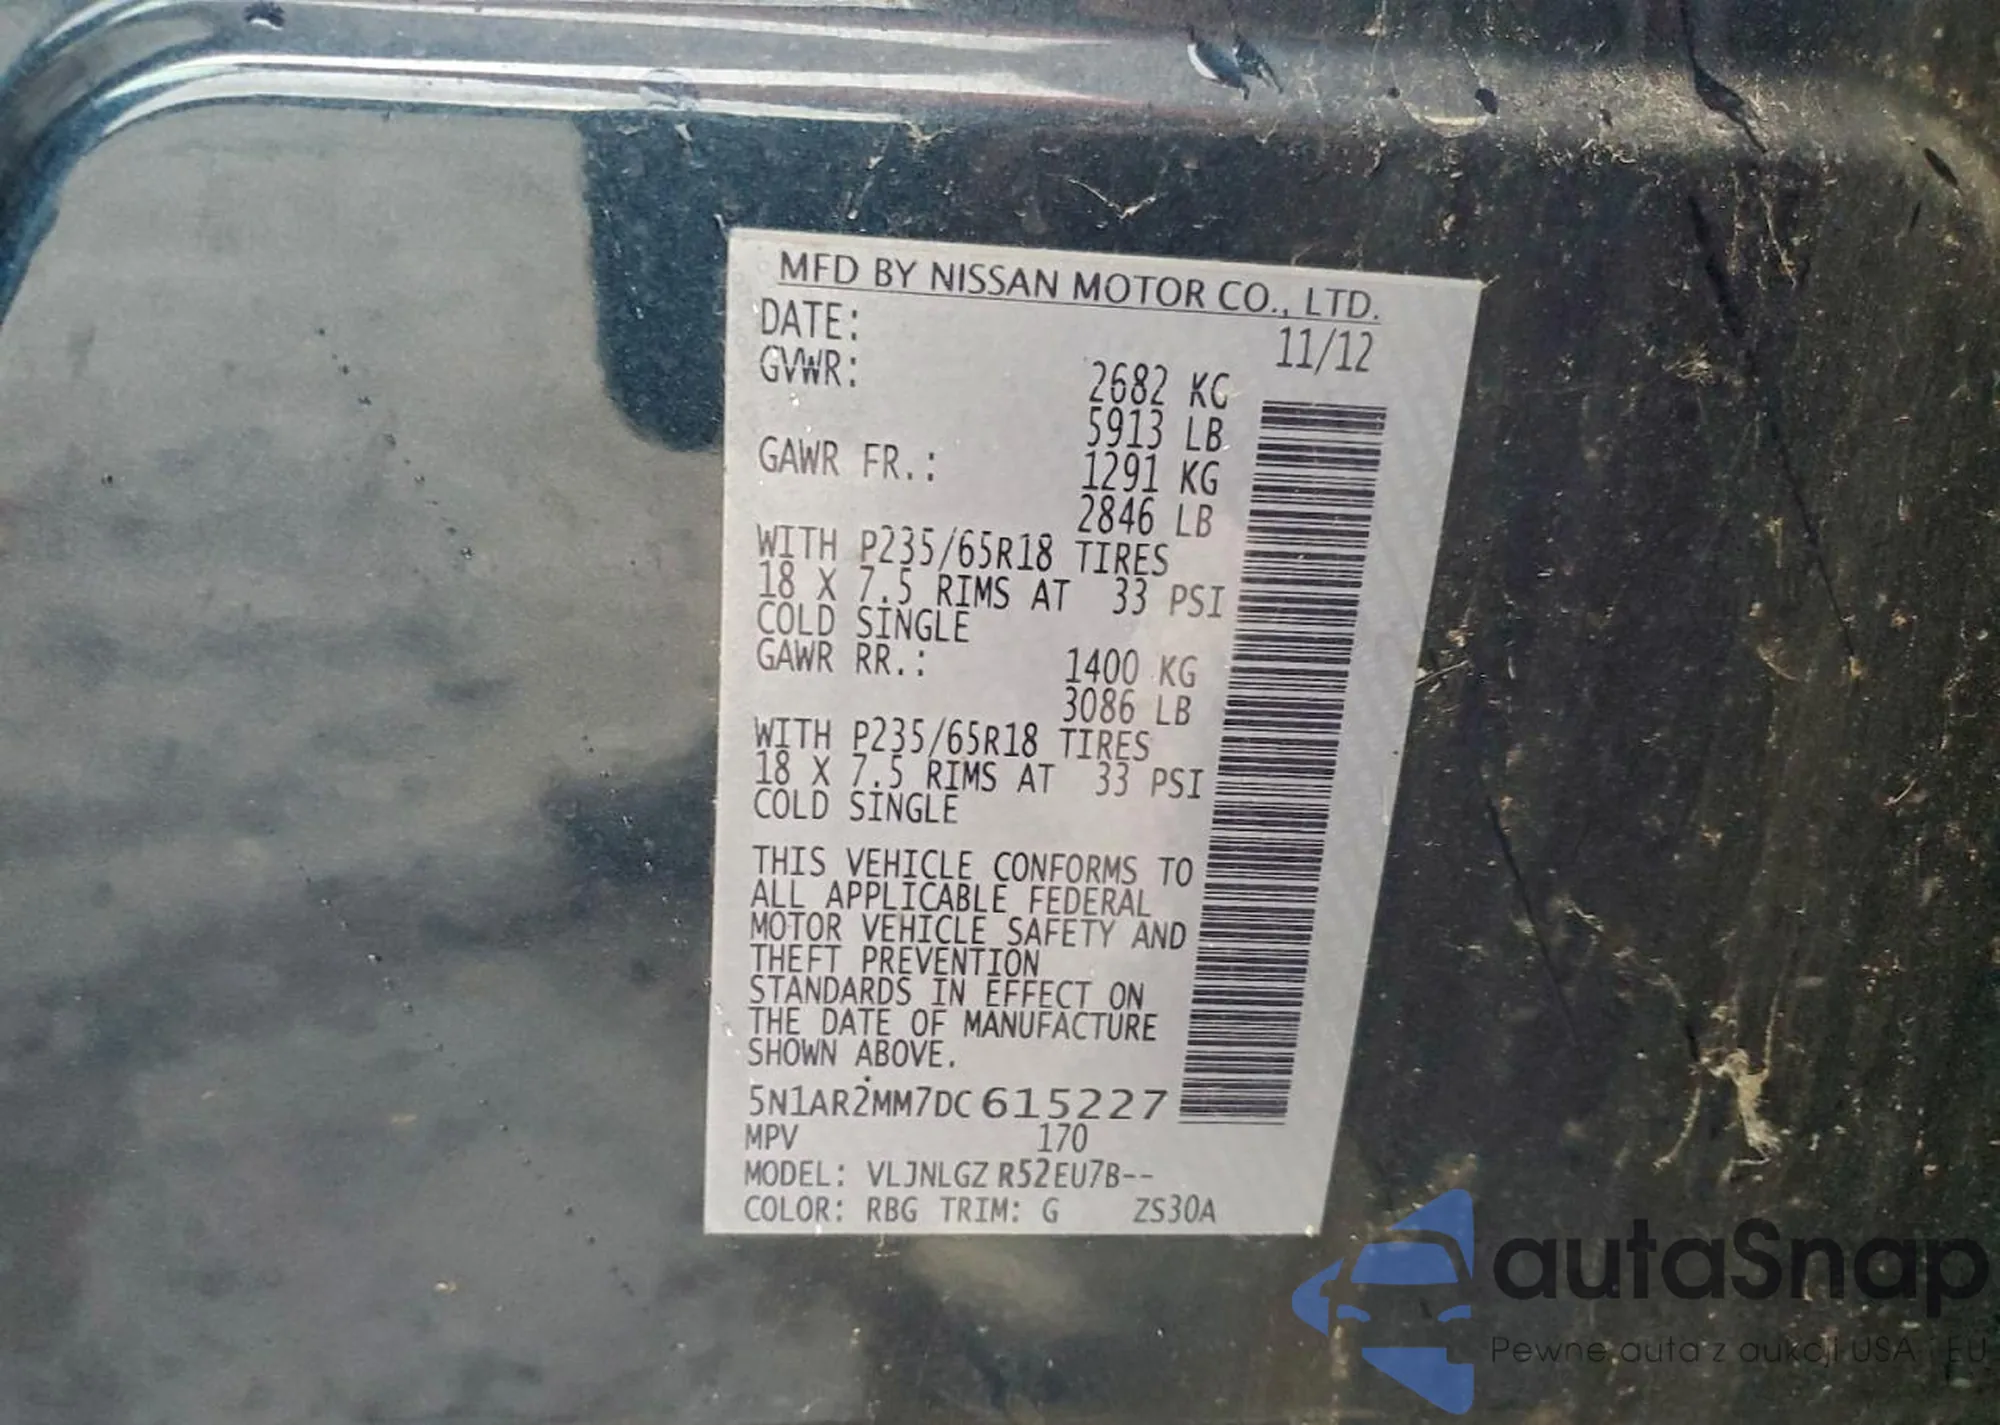 MFD BY NISSAN MOTOR CO., LTD.
DATE: 11/12
GVWR: 2682 KG
5913 LB
GAWR FR.: 1291 KG
2846 LB
WITH P235/65R18 TIRES
18 X 7.5 RIMS AT 33 PSI
COLD SINGLE
GAWR RR.: 1400 KG
3086 LB
WITH P235/65R18 TIRES
18 X 7.5 RIMS AT 33 PSI
COLD SINGLE
THIS VEHICLE CONFORMS TO
ALL APPLICABLE FEDERAL
MOTOR VEHICLE SAFETY AND
THEFT PREVENTION
STANDARDS IN EFFECT ON
THE DATE OF MANUFACTURE
SHOWN ABOVE.
5N1AR2MM7DC615227
MPV 170
MODEL: VLJNLGZ R52EU7B--
COLOR: RBG TRIM: G ZS30A
autaSnap
Pewne auta z aukcji USA i EU